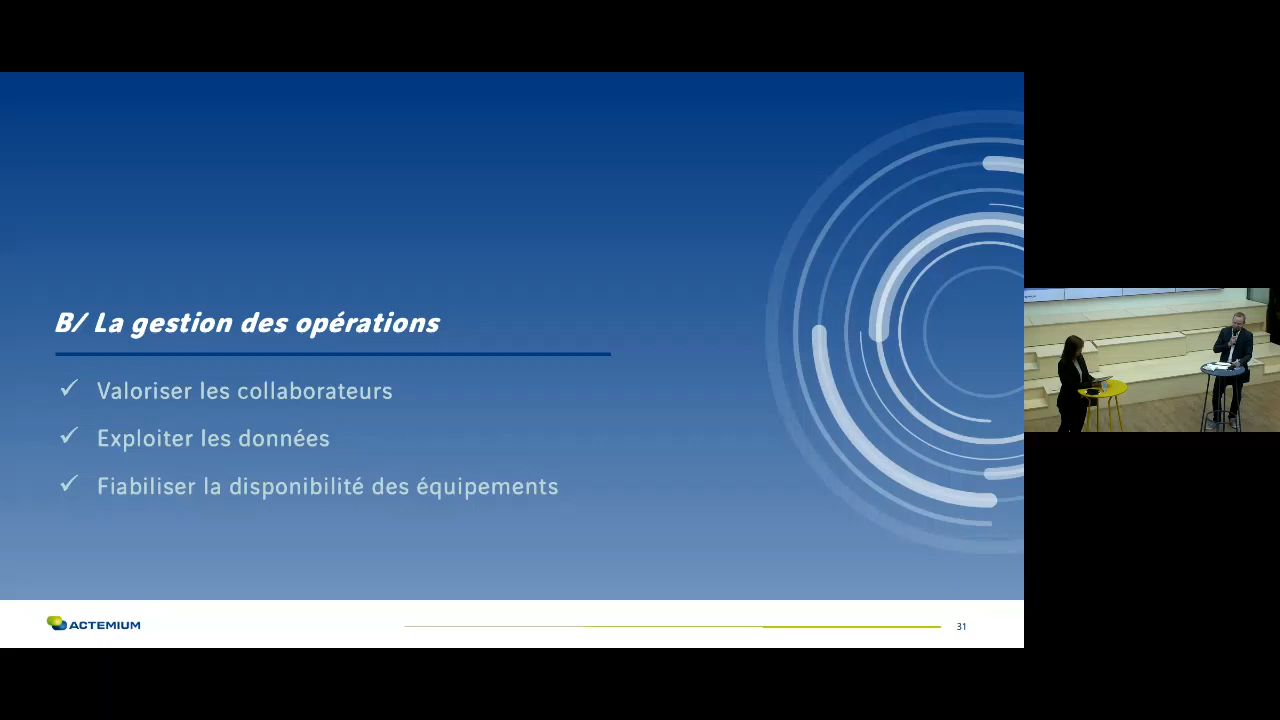 B/ La gestion des opérations
✓ Valoriser les collaborateurs
✓ Exploiter les données
✓ Fiabiliser la disponibilité des équipements
ACTEMIUM
31